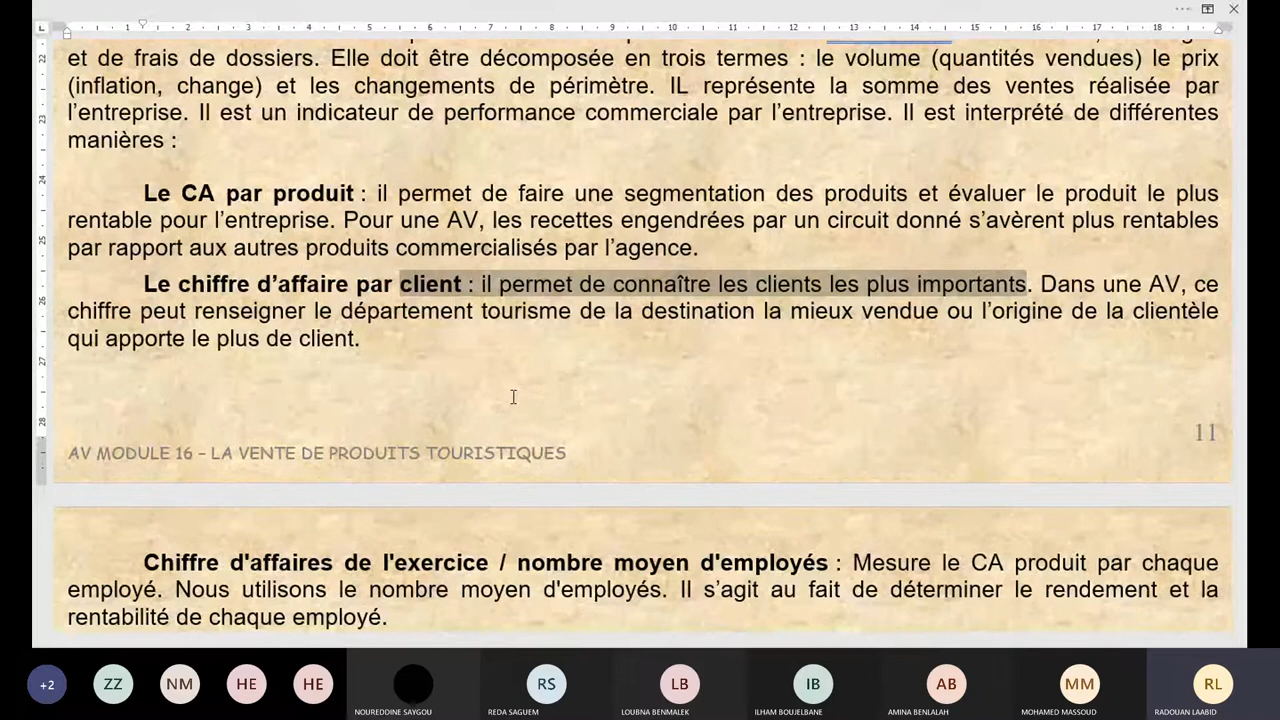 et de frais de dossiers. Elle doit être décomposée en trois termes : le volume (quantités vendues) le prix
(inflation, change) et les changements de périmètre. IL représente la somme des ventes réalisée par
l’entreprise. Il est un indicateur de performance commerciale par l’entreprise. Il est interprété de différentes
manières :
Le CA par produit : il permet de faire une segmentation des produits et évaluer le produit le plus
rentable pour l’entreprise. Pour une AV, les recettes engendrées par un circuit donné s’avèrent plus rentables
par rapport aux autres produits commercialisés par l’agence.
Le chiffre d’affaire par client : il permet de connaître les clients les plus importants. Dans une AV, ce
chiffre peut renseigner le département tourisme de la destination la mieux vendue ou l’origine de la clientèle
qui apporte le plus de client.
11
AV MODULE 16 – LA VENTE DE PRODUITS TOURISTIQUES
Chiffre d'affaires de l'exercice / nombre moyen d'employés : Mesure le CA produit par chaque
employé. Nous utilisons le nombre moyen d'employés. Il s’agit au fait de déterminer le rendement et la
rentabilité de chaque employé.
+2 ZZ NM HE HE RS LB IB AB MM RL
NOUREDDINE SAYGOU REDA SAGUEM LOUBNA BENMALEK ILHAM BOUJELBANE AMINA BENLALAH MOHAMED MASSOUD RADOUAN LAABID